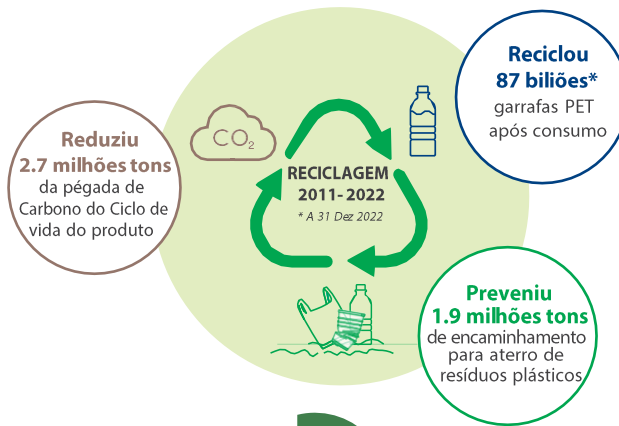 Reciclou
87 biliões*
garrafas PET
após consumo
CO₂
Reduziu
2.7 milhões tons
da pégada de
Carbono do Ciclo de
vida do produto
RECICLAGEM
2011-2022
* A 31 Dez 2022
Preveniu
1.9 milhões tons
de encaminhamento
para aterro de
resíduos plásticos